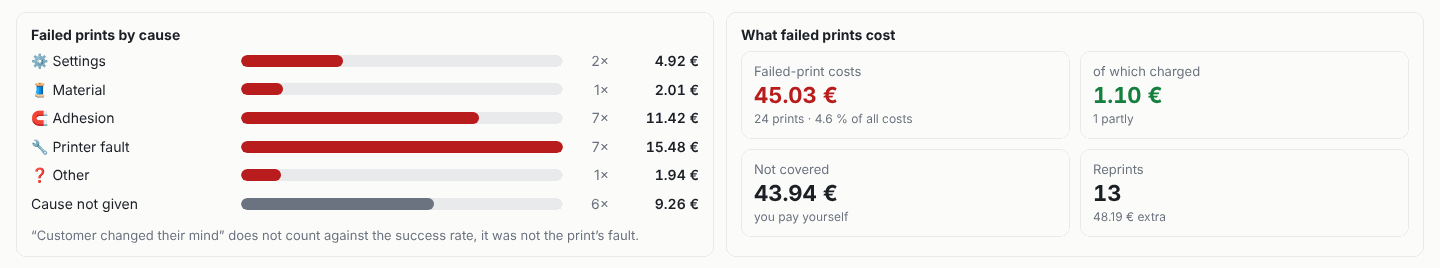 Failed prints by cause
⚙️ Settings 2× 4.92 €
🧵 Material 1× 2.01 €
🧲 Adhesion 7× 11.42 €
🔧 Printer fault 7× 15.48 €
❓ Other 1× 1.94 €
Cause not given 6× 9.26 €
“Customer changed their mind” does not count against the success rate, it was not the print’s fault.
What failed prints cost
Failed-print costs
45.03 €
24 prints · 4.6 % of all costs
of which charged
1.10 €
1 partly
Not covered
43.94 €
you pay yourself
Reprints
13
48.19 € extra